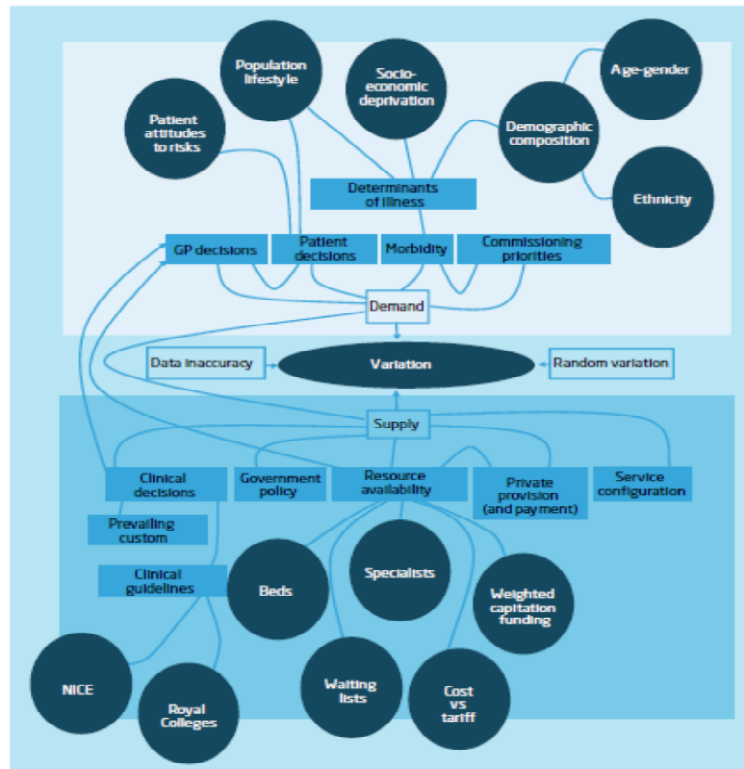 Population
lifestyle
Socio-
economic
deprivation
Age-gender
Patient
attitudes
to risks
Demographic
composition
Ethnicity
Determinants
of illness
GP decisions
Patient
decisions
Morbidity
Commissioning
priorities
Demand
Data inaccuracy
Variation
Random variation
Supply
Clinical
decisions
Government
policy
Resource
availability
Private
provision
(and payment)
Service
configuration
Prevailing
custom
Clinical
guidelines
Beds
Specialists
Weighted
capitation
funding
NICE
Royal
Colleges
Waiting
lists
Cost
vs
tariff